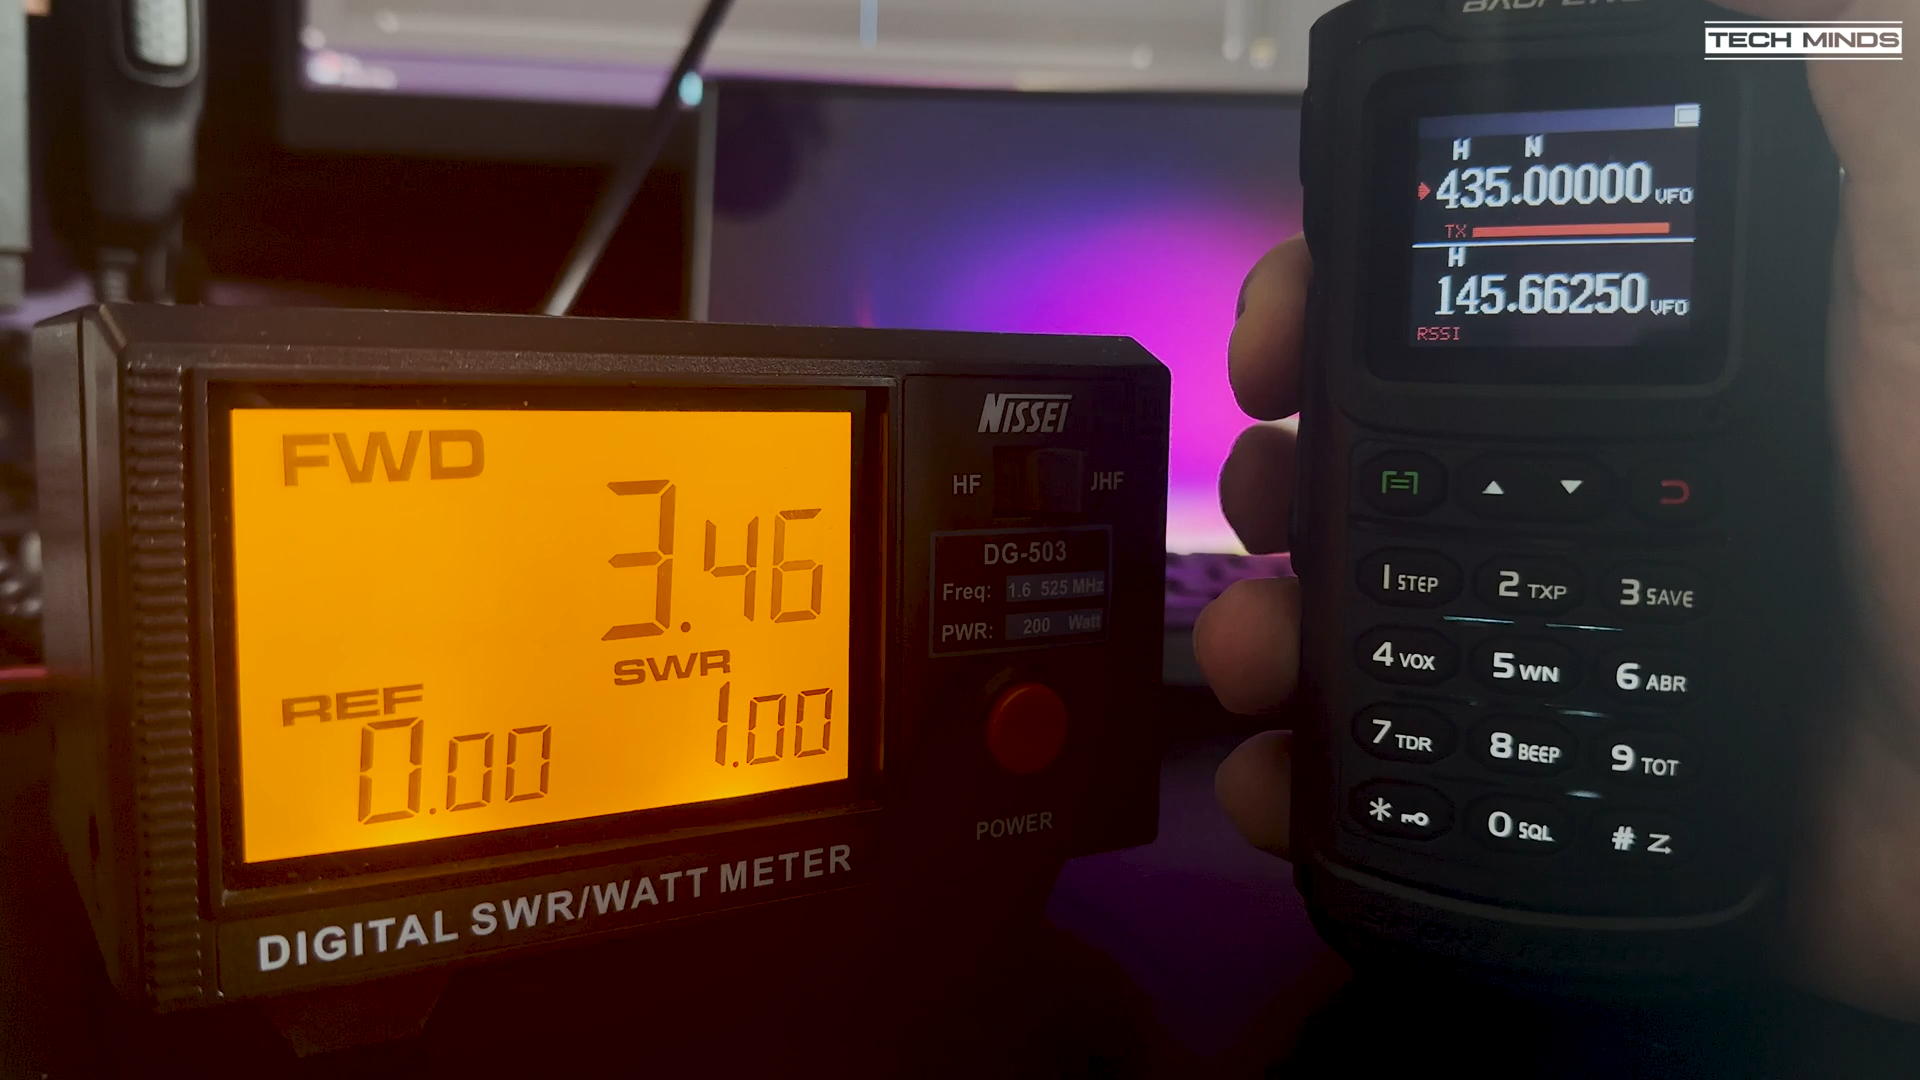 TECH MINDS
H N
435.00000 VFO
TX
H
145.66250 VFO
RSSI
FWD
3.46
SWR
1.00
REF
0.00
NISSEI
HF
DG-503
Freq: 1.6 525 MHz
PWR: 200 Watt
POWER
DIGITAL SWR/WATT METER
1 STEP
2 TXP
3 SAVE
4 VOX
5 WN
6 ABR
7 TDR
8 BEEP
9 TOT
*
0 SQL
#